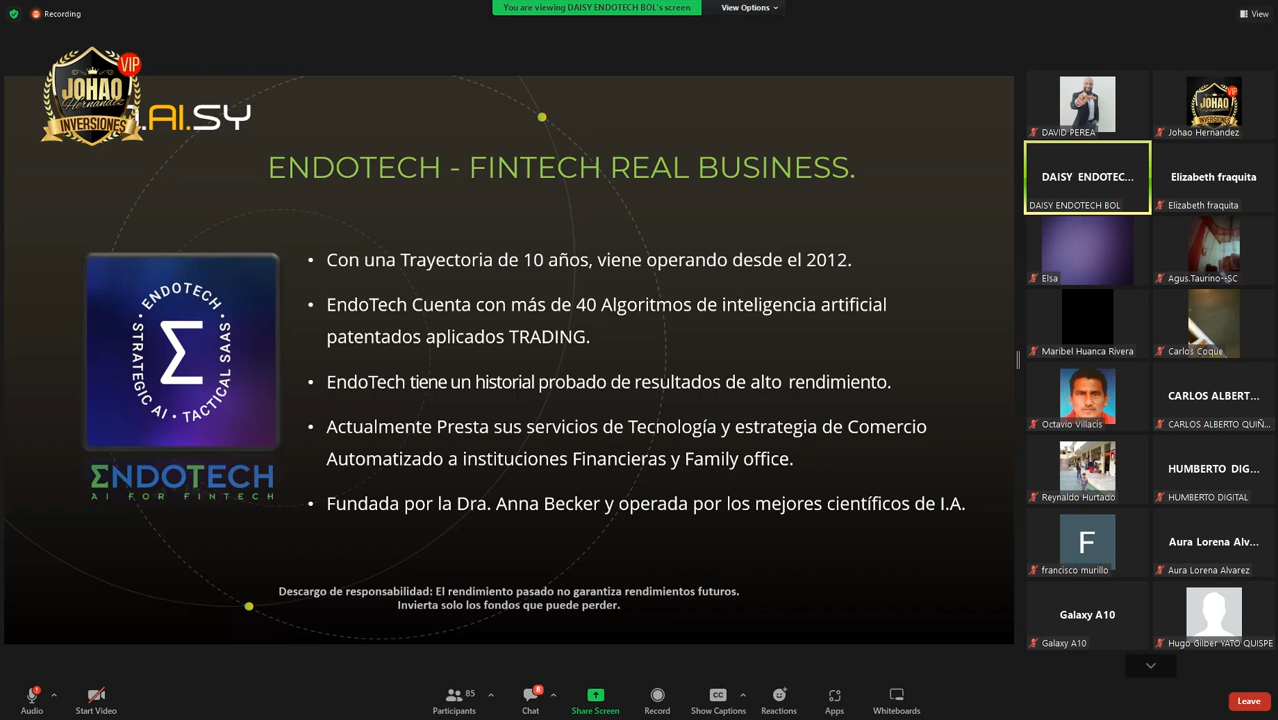 Recording
You are viewing DAISY ENDOTECH BOL's screen
View Options
View
JOHAO
Hernandez
INVERSIONES
VIP
.AI.SY
ENDOTECH - FINTECH REAL BUSINESS.
• Con una Trayectoria de 10 años, viene operando desde el 2012.
• EndoTech Cuenta con más de 40 Algoritmos de inteligencia artificial
patentados aplicados TRADING.
• EndoTech tiene un historial probado de resultados de alto rendimiento.
• Actualmente Presta sus servicios de Tecnología y estrategia de Comercio
Automatizado a instituciones Financieras y Family office.
• Fundada por la Dra. Anna Becker y operada por los mejores científicos de I.A.
• ENDOTECH •
STRATEGIC AI • TACTICAL SAAS
Σ
ΣNDOTECH
AI FOR FINTECH
Descargo de responsabilidad: El rendimiento pasado no garantiza rendimientos futuros.
Invierta solo los fondos que puede perder.
DAVID PEREA
JOHAO
VIP
INVERSIONES
Johao Hernandez
DAISY ENDOTEC...
DAISY ENDOTECH BOL
Elizabeth fraquita
Elizabeth fraquita
Elsa
Agus.Taurino--SC
Maribel Huanca Rivera
Carlos Coque
Octavio Villacis
CARLOS ALBERT...
CARLOS ALBERTO QUIÑ...
Reynaldo Hurtado
HUMBERTO DIG...
HUMBERTO DIGITAL
F
francisco murillo
Aura Lorena Alv...
Aura Lorena Alvarez
Galaxy A10
Galaxy A10
Hugo Gilber YATO QUISPE
Audio
Start Video
85
Participants
8
Chat
Share Screen
Record
CC
Show Captions
Reactions
Apps
Whiteboards
Leave